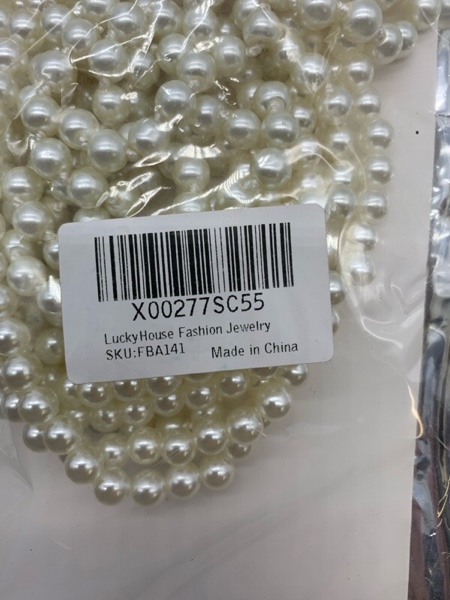 X00277SC55
LuckyHouse Fashion Jewelry
SKU:FBA141 Made in China